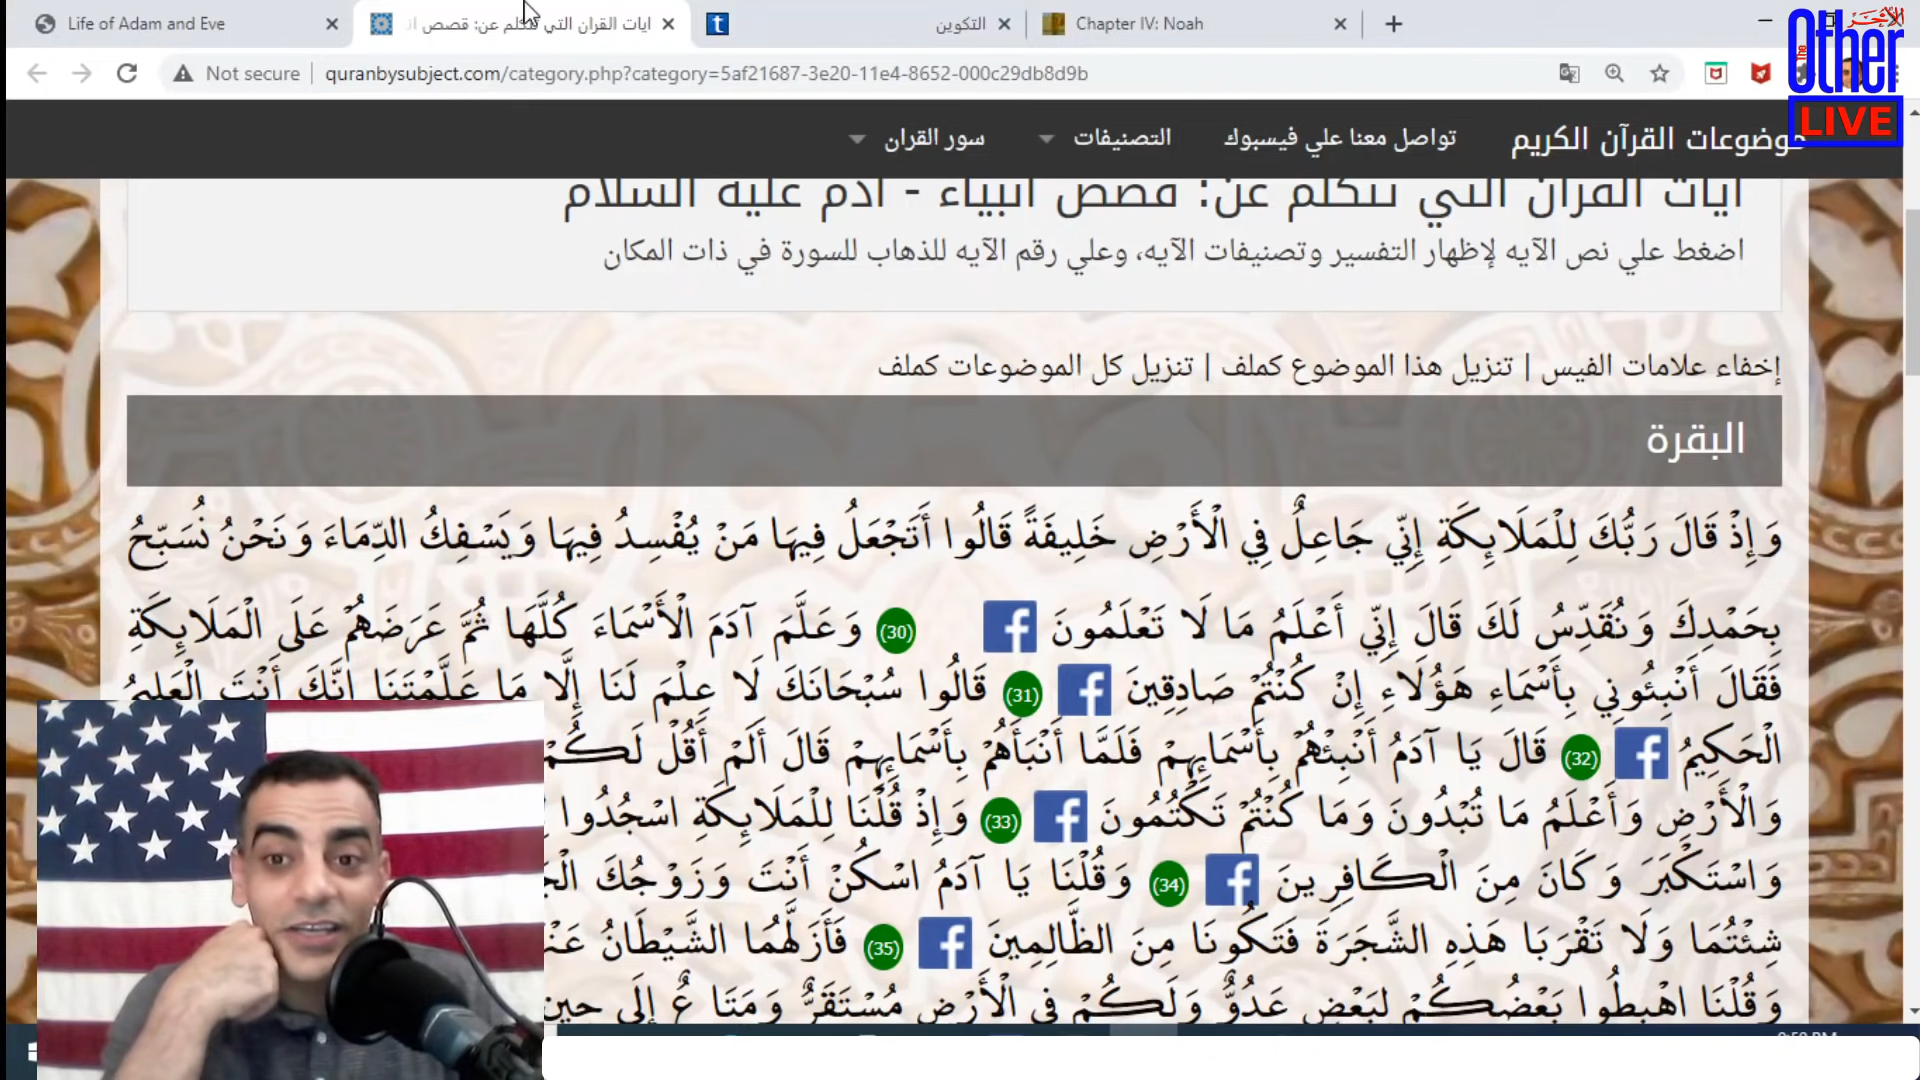 Life of Adam and Eve
ايات القران التي تتكلم عن: قصص
التكوين
Chapter IV: Noah
الآخر
the Other
LIVE
Not secure
quranbysubject.com/category.php?category=5af21687-3e20-11e4-8652-000c29db8d9b
موضوعات القرآن الكريم
تواصل معنا علي فيسبوك
التصنيفات
سور القران
ايات القران التي تتكلم عن: قصص انبياء - آدم عليه السلام
اضغط علي نص الآيه لإظهار التفسير وتصنيفات الآيه، وعلي رقم الآيه للذهاب للسورة في ذات المكان
إخفاء علامات الفيس | تنزيل هذا الموضوع كملف | تنزيل كل الموضوعات كملف
البقرة
وَإِذْ قَالَ رَبُّكَ لِلْمَلَائِكَةِ إِنِّي جَاعِلٌ فِي الْأَرْضِ خَلِيفَةً قَالُوا أَتَجْعَلُ فِيهَا مَنْ يُفْسِدُ فِيهَا وَيَسْفِكُ الدِّمَاءَ وَنَحْنُ نُسَبِّحُ
بِحَمْدِكَ وَنُقَدِّسُ لَكَ قَالَ إِنِّي أَعْلَمُ مَا لَا تَعْلَمُونَ (30) وَعَلَّمَ آدَمَ الْأَسْمَاءَ كُلَّهَا ثُمَّ عَرَضَهُمْ عَلَى الْمَلَائِكَةِ
فَقَالَ أَنْبِئُونِي بِأَسْمَاءِ هَؤُلَاءِ إِنْ كُنْتُمْ صَادِقِينَ (31) قَالُوا سُبْحَانَكَ لَا عِلْمَ لَنَا إِلَّا مَا عَلَّمْتَنَا إِنَّكَ أَنْتَ الْعَلِيمُ
الْحَكِيمُ (32) قَالَ يَا آدَمُ أَنْبِئْهُمْ بِأَسْمَائِهِمْ فَلَمَّا أَنْبَأَهُمْ بِأَسْمَائِهِمْ قَالَ أَلَمْ أَقُلْ لَكُمْ
وَالْأَرْضِ وَأَعْلَمُ مَا تُبْدُونَ وَمَا كُنْتُمْ تَكْتُمُونَ (33) وَإِذْ قُلْنَا لِلْمَلَائِكَةِ اسْجُدُوا
وَاسْتَكْبَرَ وَكَانَ مِنَ الْكَافِرِينَ (34) وَقُلْنَا يَا آدَمُ اسْكُنْ أَنْتَ وَزَوْجُكَ
شِئْتُمَا وَلَا تَقْرَبَا هَذِهِ الشَّجَرَةَ فَتَكُونَا مِنَ الظَّالِمِينَ (35) فَأَزَلَّهُمَا الشَّيْطَانُ
وَقُلْنَا اهْبِطُوا بَعْضُكُمْ لِبَعْضٍ عَدُوٌّ وَلَكُمْ فِي الْأَرْضِ مُسْتَقَرٌّ وَمَتَاعٌ إِلَى حِينٍ